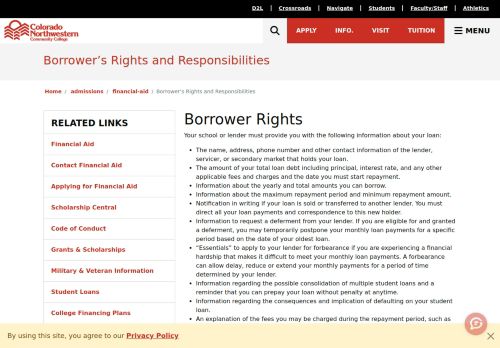 D2L | Crossroads | Navigate | Students | Faculty/Staff | Athletics
Colorado
Northwestern
Community College
APPLY INFO. VISIT TUITION MENU
Borrower's Rights and Responsibilities
Home / admissions / financial-aid / Borrower's Rights and Responsibilities
RELATED LINKS
Financial Aid
Contact Financial Aid
Applying for Financial Aid
Scholarship Central
Code of Conduct
Grants & Scholarships
Military & Veteran Information
Student Loans
College Financing Plans
Borrower Rights
Your school or lender must provide you with the following information about your loan:
• The name, address, phone number and other contact information of the lender,
servicer, or secondary market that holds your loan.
• The amount of your total loan debt including principal, interest rate, and any other
applicable fees and charges and the date you must start repayment.
• Information about the yearly and total amounts you can borrow.
• Information about the maximum repayment period and minimum repayment amount.
• Notification in writing if your loan is sold or transferred to another lender. You must
direct all your loan payments and correspondence to this new holder.
• Information to request a deferment from your lender. If you are eligible for and granted
a deferment, you may temporarily postpone your monthly loan payments for a specific
period based on the date of your oldest loan.
• "Essentials" to apply to your lender for forbearance if you are experiencing a financial
hardship that makes it difficult to meet your monthly loan payments. A forbearance
can allow delay, reduce or extend your monthly payments for a period of time
determined by your lender.
• Information regarding the possible consolidation of multiple student loans and a
reminder that you can prepay your loan without penalty at anytime.
• Information regarding the consequences and implication of defaulting on your student
loan.
• An explanation of the fees you may be charged during the repayment period, such as
By using this site, you agree to our Privacy Policy